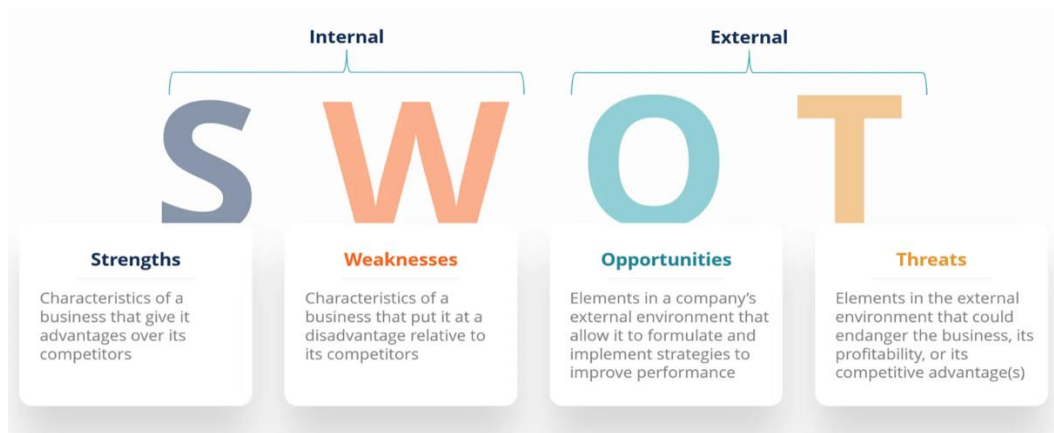 Internal
External
S W O T
Strengths
Characteristics of a
business that give it
advantages over its
competitors
Weaknesses
Characteristics of a
business that put it at a
disadvantage relative to
its competitors
Opportunities
Elements in a company's
external environment that
allow it to formulate and
implement strategies to
improve performance
Threats
Elements in the external
environment that could
endanger the business, its
profitability, or its
competitive advantage(s)